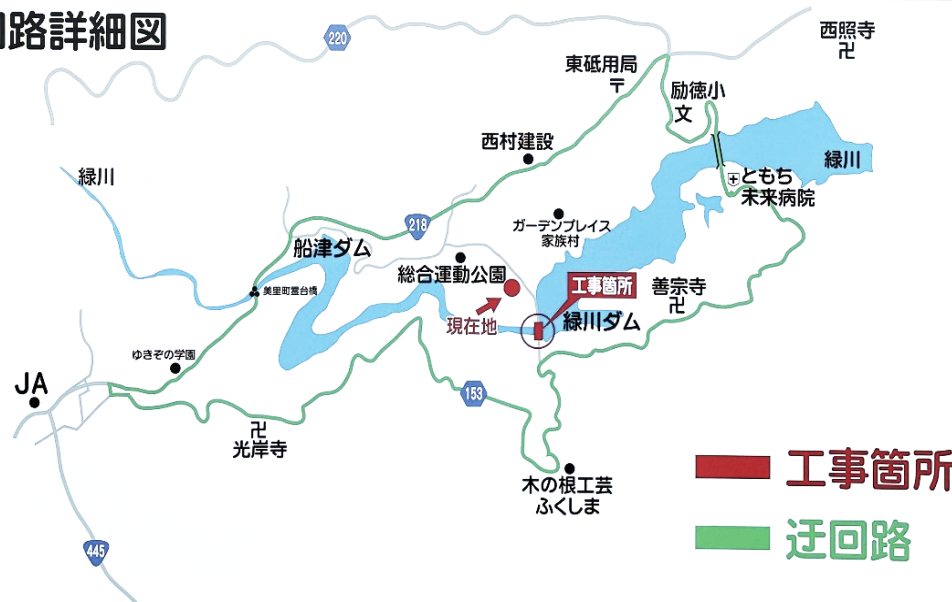 回路詳細図
220
西照寺
卍
東砥用局
〒
励徳小
文
西村建設
緑川
緑川
ともち
未来病院
218
ガーデンプレイス
家族村
船津ダム
総合運動公園
美里町霊台橋
工事箇所
善宗寺
卍
現在地
緑川ダム
ゆきぞの学園
JA
153
卍
光岸寺
木の根工芸
ふくしま
工事箇所
迂回路
445